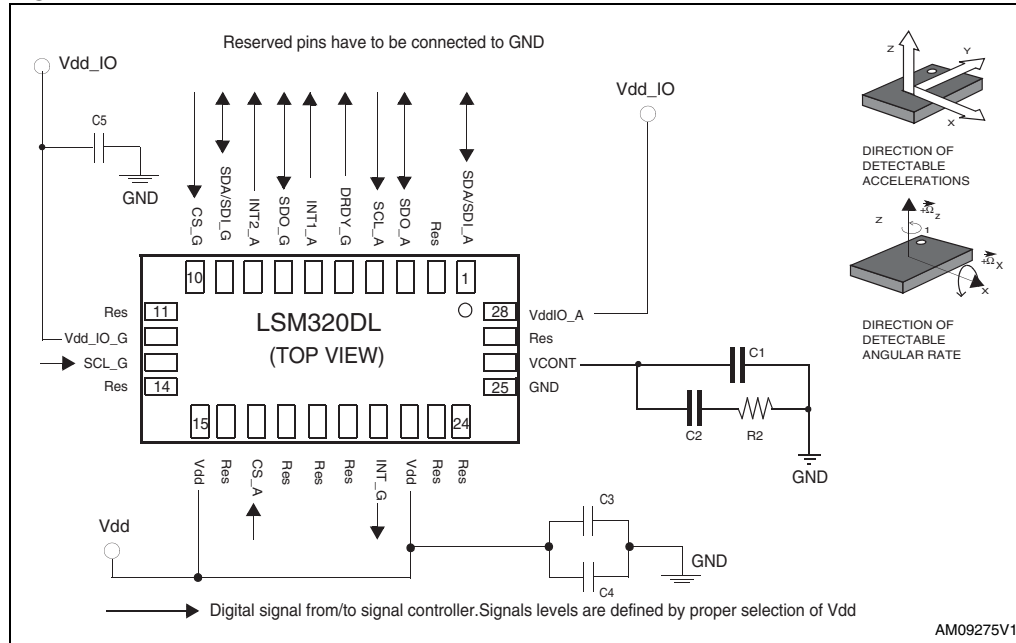 Reserved pins have to be connected to GND
Vdd_IO
C5
GND
CS_G
SDA/SDI_G
INT2_A
SDO_G
INT1_A
DRDY_G
SCL_A
SDO_A
Res
SDA/SDI_A
Vdd_IO
Z
Y
X
DIRECTION OF
DETECTABLE
ACCELERATIONS
Z
+Ω z
1
+Ω X
X
DIRECTION OF
DETECTABLE
ANGULAR RATE
10
1
Res
11
Vdd_IO_G
SCL_G
Res
14
LSM320DL
(TOP VIEW)
28
VddIO_A
Res
VCONT
25
GND
C1
C2
R2
GND
15
24
Vdd
Res
CS_A
Res
Res
Res
INT_G
Vdd
Res
Res
Vdd
C3
C4
GND
Digital signal from/to signal controller.Signals levels are defined by proper selection of Vdd
AM09275V1